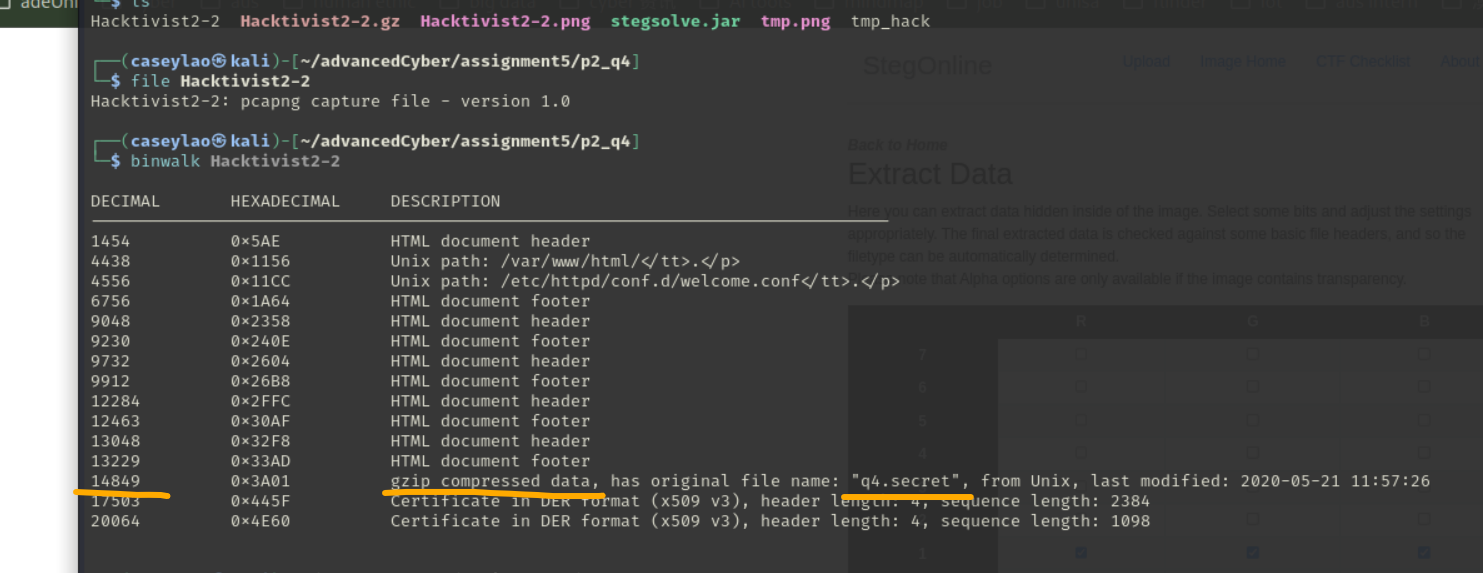 └─$ ls
Hacktivist2-2 Hacktivist2-2.gz Hacktivist2-2.png stegsolve.jar tmp.png tmp_hack
┌──(caseylao㉿kali)-[~/advancedCyber/assignment5/p2_q4]
└─$ file Hacktivist2-2
Hacktivist2-2: pcapng capture file - version 1.0
┌──(caseylao㉿kali)-[~/advancedCyber/assignment5/p2_q4]
└─$ binwalk Hacktivist2-2
DECIMAL HEXADECIMAL DESCRIPTION
1454 0x5AE HTML document header
4438 0x1156 Unix path: /var/www/html/</tt>.</p>
4556 0x11CC Unix path: /etc/httpd/conf.d/welcome.conf</tt>.</p>
6756 0x1A64 HTML document footer
9048 0x2358 HTML document header
9230 0x240E HTML document footer
9732 0x2604 HTML document header
9912 0x26B8 HTML document footer
12284 0x2FFC HTML document header
12463 0x30AF HTML document footer
13048 0x32F8 HTML document header
13229 0x33AD HTML document footer
14849 0x3A01 gzip compressed data, has original file name: "q4.secret", from Unix, last modified: 2020-05-21 11:57:26
17503 0x445F Certificate in DER format (x509 v3), header length: 4, sequence length: 2384
20064 0x4E60 Certificate in DER format (x509 v3), header length: 4, sequence length: 1098
StegOnline
Upload Image Home CTF Checklist About
Back to Home
Extract Data
Here you can extract data hidden inside of the image. Select some bits and adjust the settings
appropriately. The final extracted data is checked against some basic file headers, and so the
filetype can be automatically determined.
note that Alpha options are only available if the image contains transparency.
R G B
7
6
5
4
1